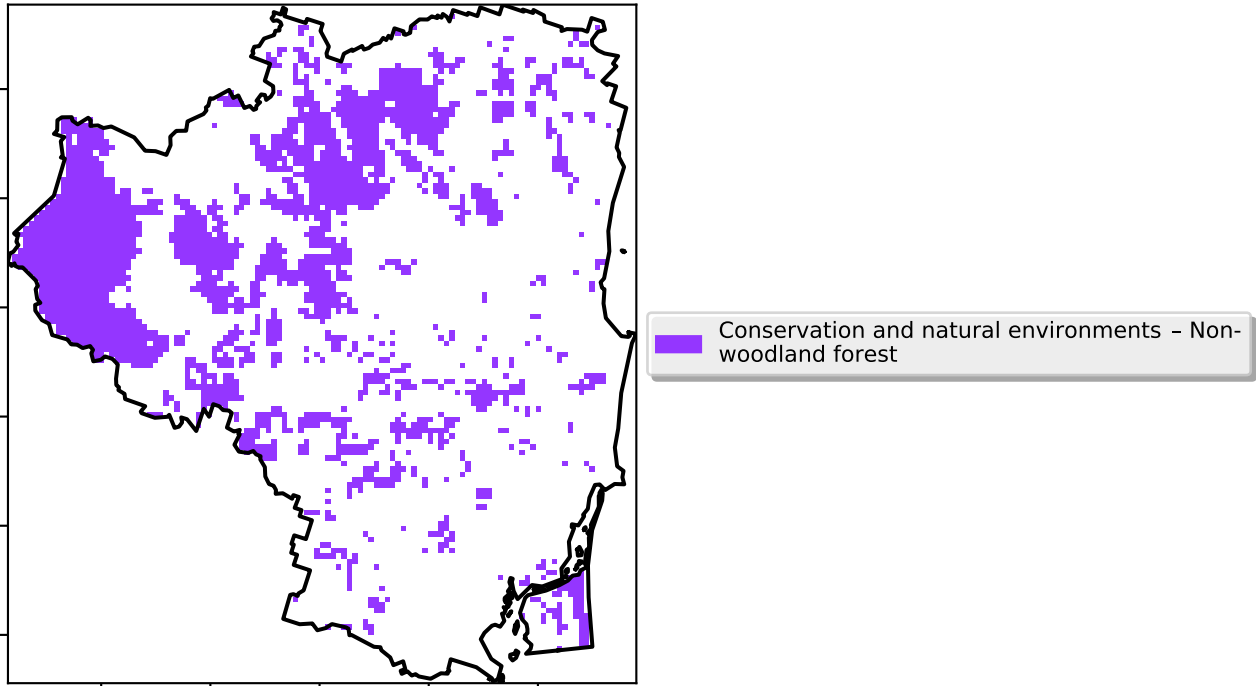 Conservation and natural environments – Non-
woodland forest